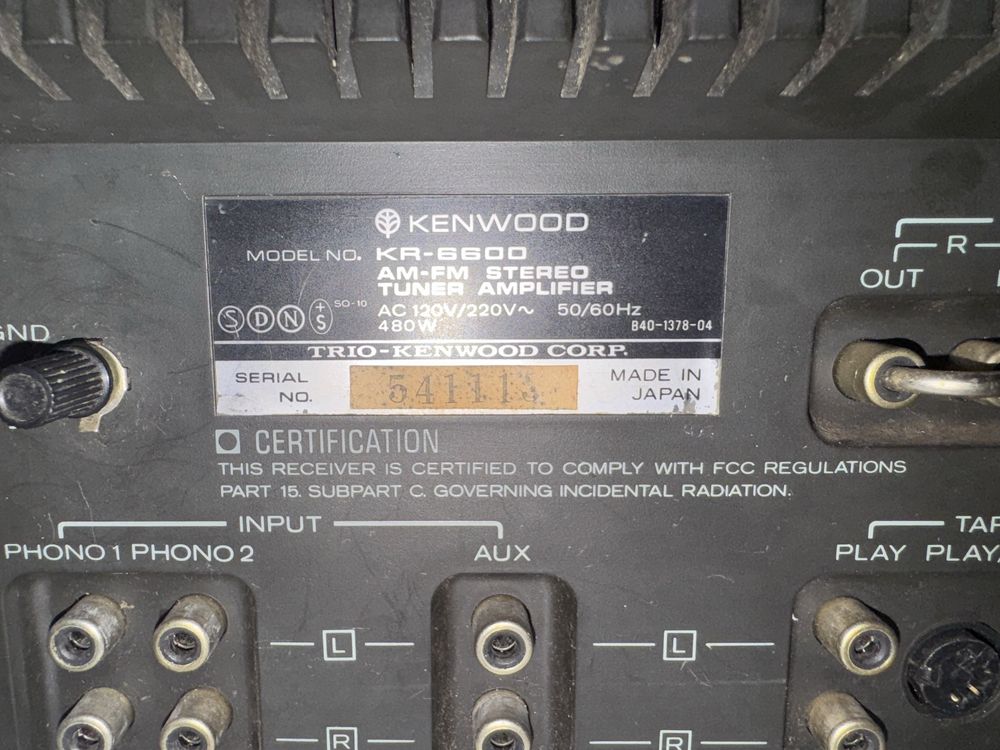 KENWOOD
MODEL NO. KR-6600
AM-FM STEREO
TUNER AMPLIFIER
S D N +S SO-10 AC 120V/220V~ 50/60Hz
480W B40-1378-04
TRIO-KENWOOD CORP.
SERIAL NO. 541113
MADE IN JAPAN
R
OUT
GND
CERTIFICATION
THIS RECEIVER IS CERTIFIED TO COMPLY WITH FCC REGULATIONS
PART 15. SUBPART C. GOVERNING INCIDENTAL RADIATION.
INPUT
PHONO 1 PHONO 2 AUX
PLAY PLAY/
L L
R R